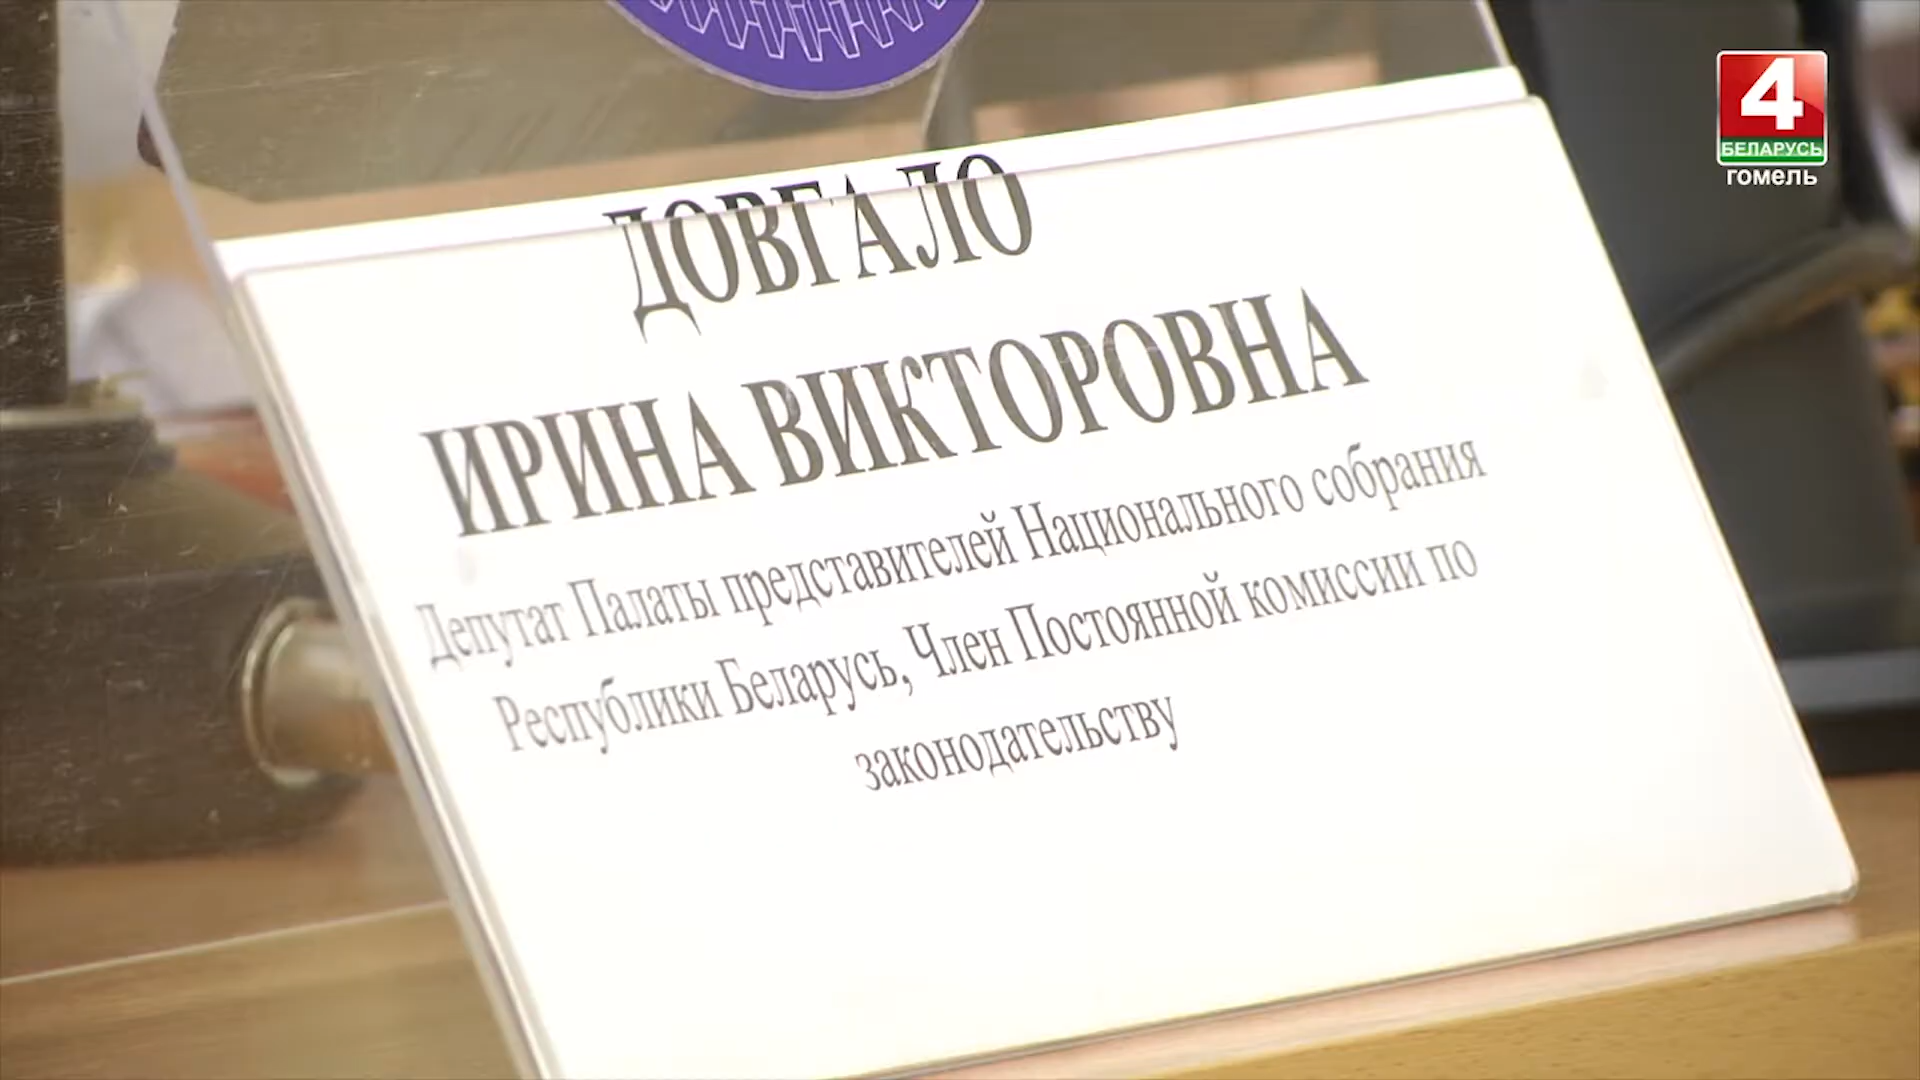 4
БЕЛАРУСЬ
гомель
ДОВГАЛО
ИРИНА ВИКТОРОВНА
Депутат Палаты представителей Национального собрания
Республики Беларусь, Член Постоянной комиссии по
законодательству